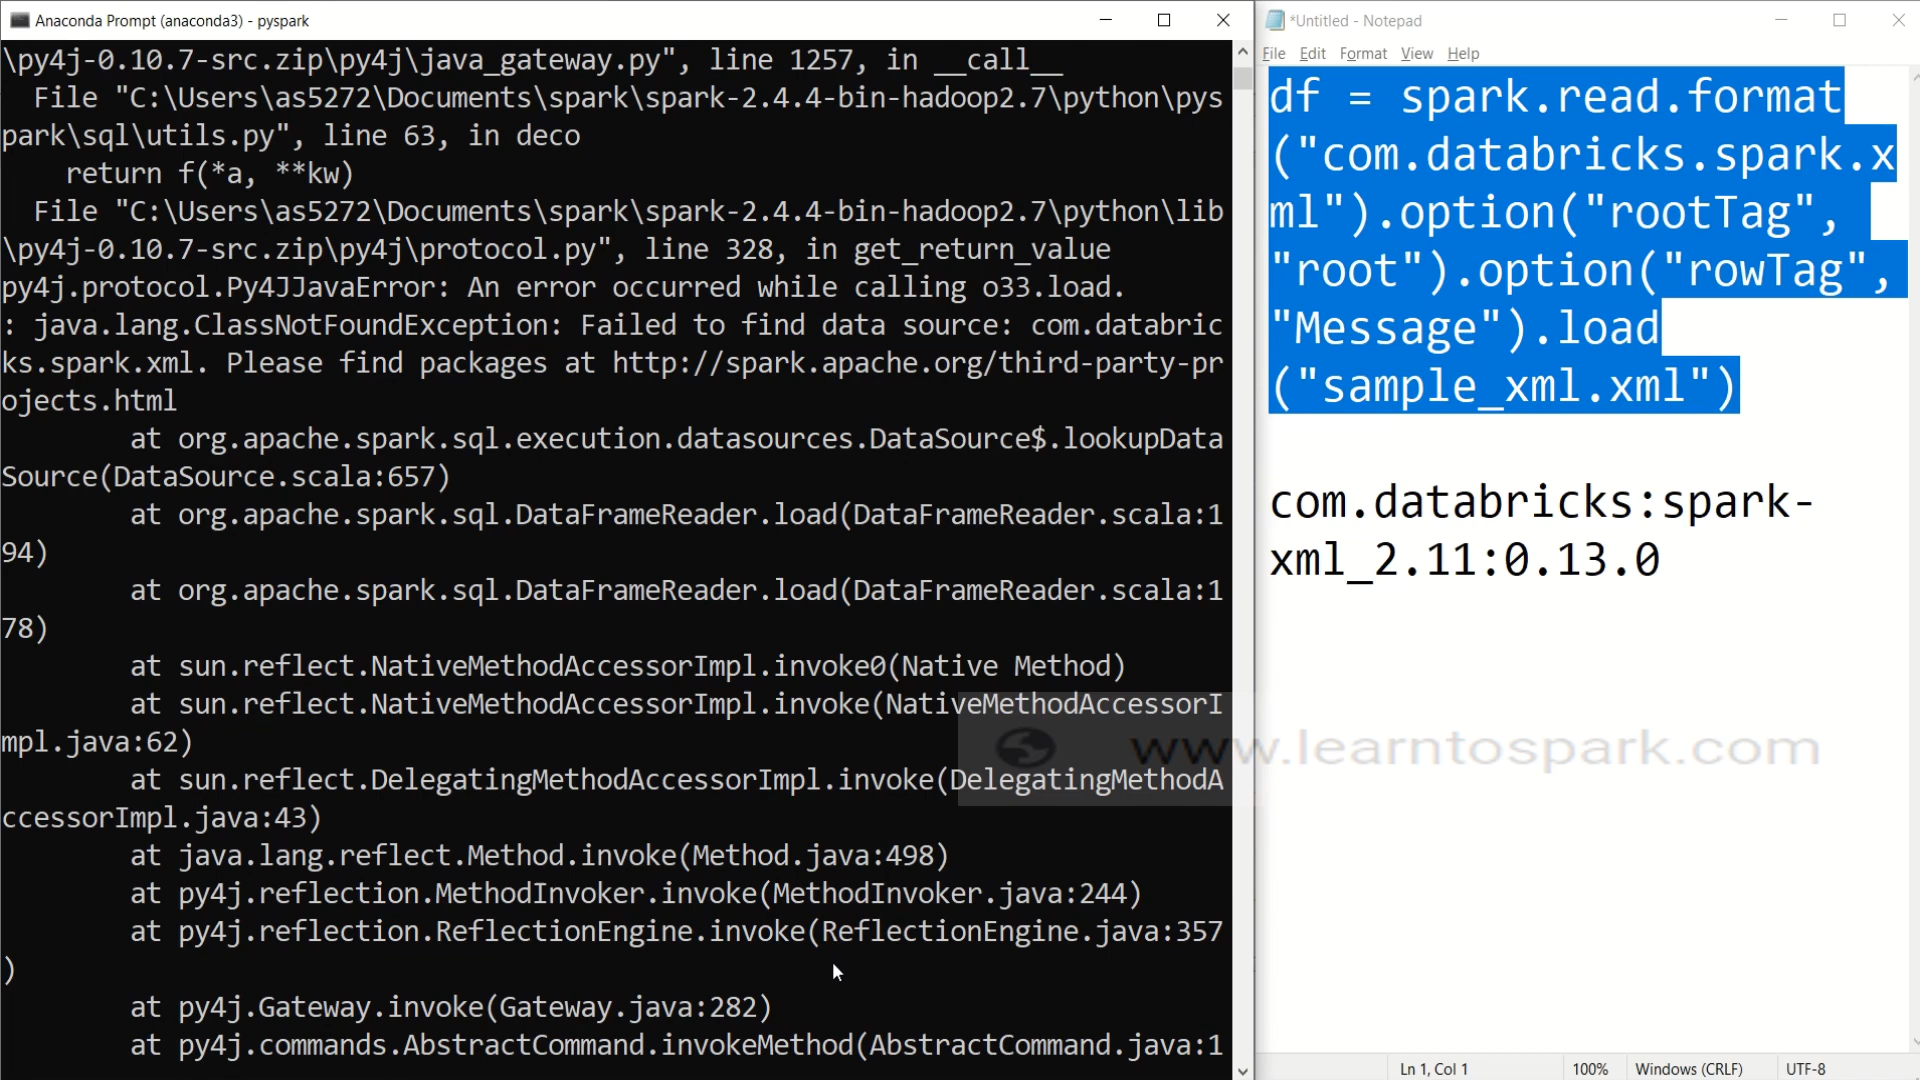 Anaconda Prompt (anaconda3) - pyspark
\py4j-0.10.7-src.zip\py4j\java_gateway.py", line 1257, in __call__
  File "C:\Users\as5272\Documents\spark\spark-2.4.4-bin-hadoop2.7\python\pys
park\sql\utils.py", line 63, in deco
    return f(*a, **kw)
  File "C:\Users\as5272\Documents\spark\spark-2.4.4-bin-hadoop2.7\python\lib
\py4j-0.10.7-src.zip\py4j\protocol.py", line 328, in get_return_value
py4j.protocol.Py4JJavaError: An error occurred while calling o33.load.
: java.lang.ClassNotFoundException: Failed to find data source: com.databric
ks.spark.xml. Please find packages at http://spark.apache.org/third-party-pr
ojects.html
        at org.apache.spark.sql.execution.datasources.DataSource$.lookupData
Source(DataSource.scala:657)
        at org.apache.spark.sql.DataFrameReader.load(DataFrameReader.scala:1
94)
        at org.apache.spark.sql.DataFrameReader.load(DataFrameReader.scala:1
78)
        at sun.reflect.NativeMethodAccessorImpl.invoke0(Native Method)
        at sun.reflect.NativeMethodAccessorImpl.invoke(NativeMethodAccessorI
mpl.java:62)
        at sun.reflect.DelegatingMethodAccessorImpl.invoke(DelegatingMethodA
ccessorImpl.java:43)
        at java.lang.reflect.Method.invoke(Method.java:498)
        at py4j.reflection.MethodInvoker.invoke(MethodInvoker.java:244)
        at py4j.reflection.ReflectionEngine.invoke(ReflectionEngine.java:357
)
        at py4j.Gateway.invoke(Gateway.java:282)
        at py4j.commands.AbstractCommand.invokeMethod(AbstractCommand.java:1
*Untitled - Notepad
File Edit Format View Help
df = spark.read.format
("com.databricks.spark.x
ml").option("rootTag",
"root").option("rowTag",
"Message").load
("sample_xml.xml")
com.databricks:spark-
xml_2.11:0.13.0
www.learntospark.com
Ln 1, Col 1 100% Windows (CRLF) UTF-8